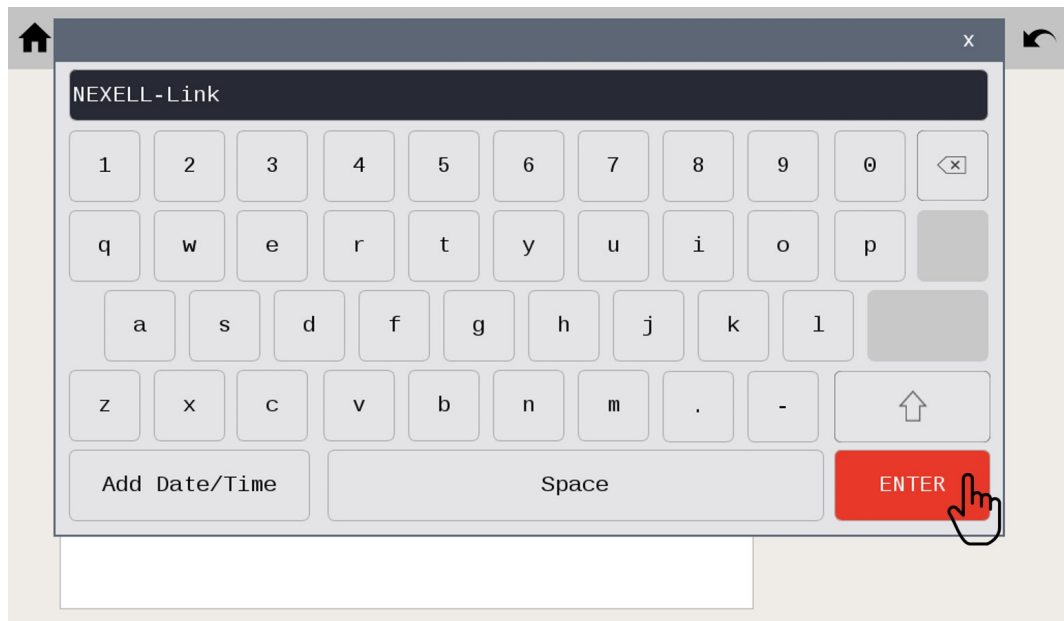 x
NEXELL-Link
1 2 3 4 5 6 7 8 9 0
q w e r t y u i o p
a s d f g h j k l
z x c v b n m . -
Add Date/Time Space ENTER